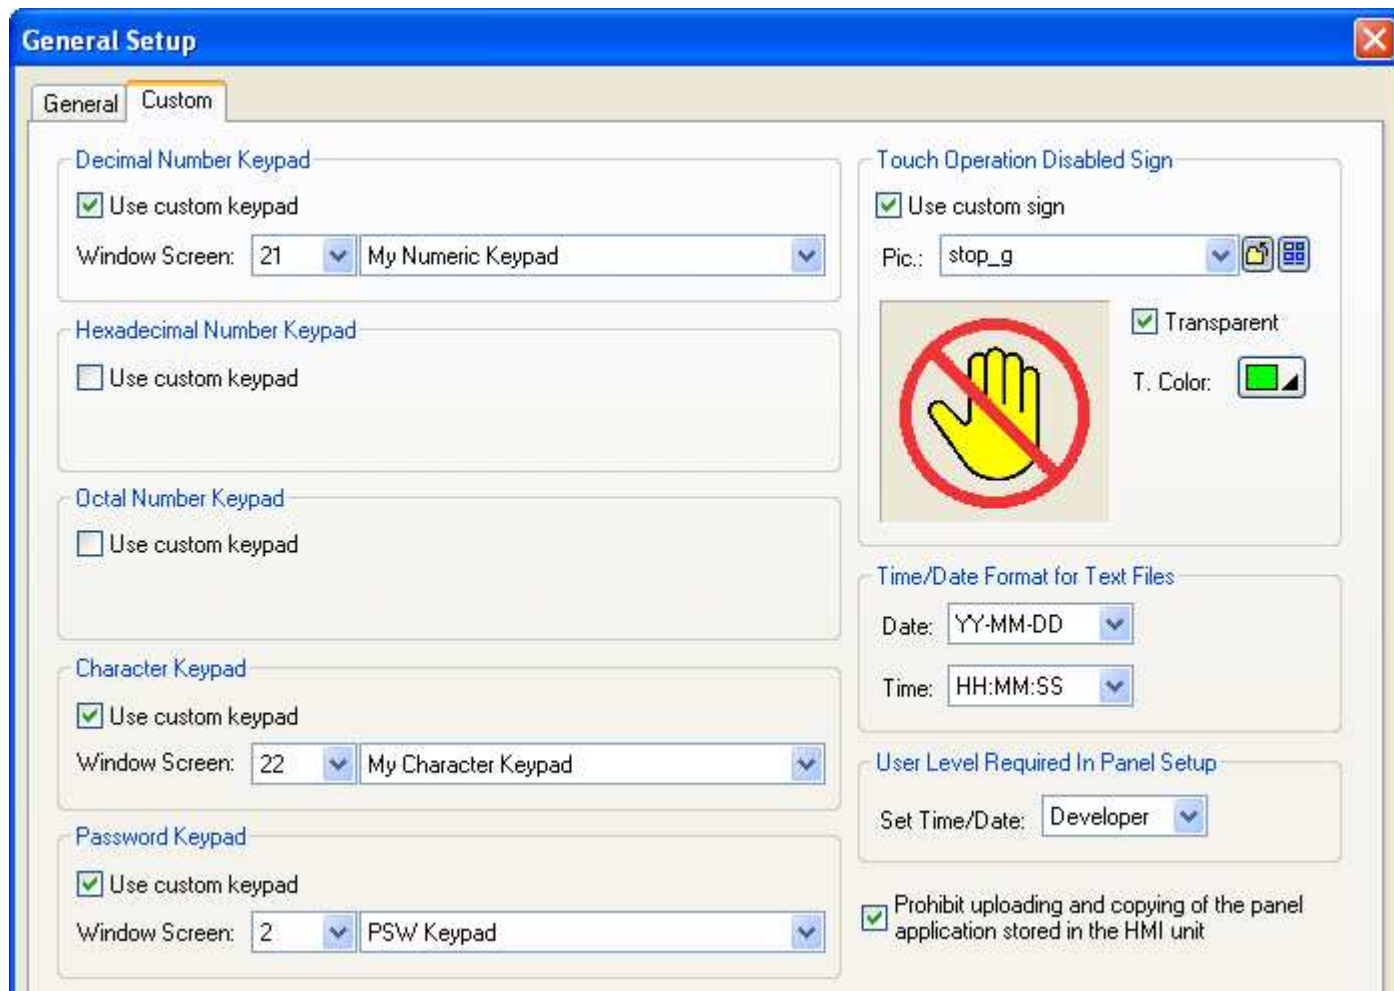 General Setup
General
Custom
Decimal Number Keypad
Use custom keypad
Window Screen: 21 My Numeric Keypad
Hexadecimal Number Keypad
Use custom keypad
Octal Number Keypad
Use custom keypad
Character Keypad
Use custom keypad
Window Screen: 22 My Character Keypad
Password Keypad
Use custom keypad
Window Screen: 2 PSW Keypad
Touch Operation Disabled Sign
Use custom sign
Pic.: stop_g
Transparent
T. Color:
Time/Date Format for Text Files
Date: YY-MM-DD
Time: HH:MM:SS
User Level Required In Panel Setup
Set Time/Date: Developer
Prohibit uploading and copying of the panel
application stored in the HMI unit